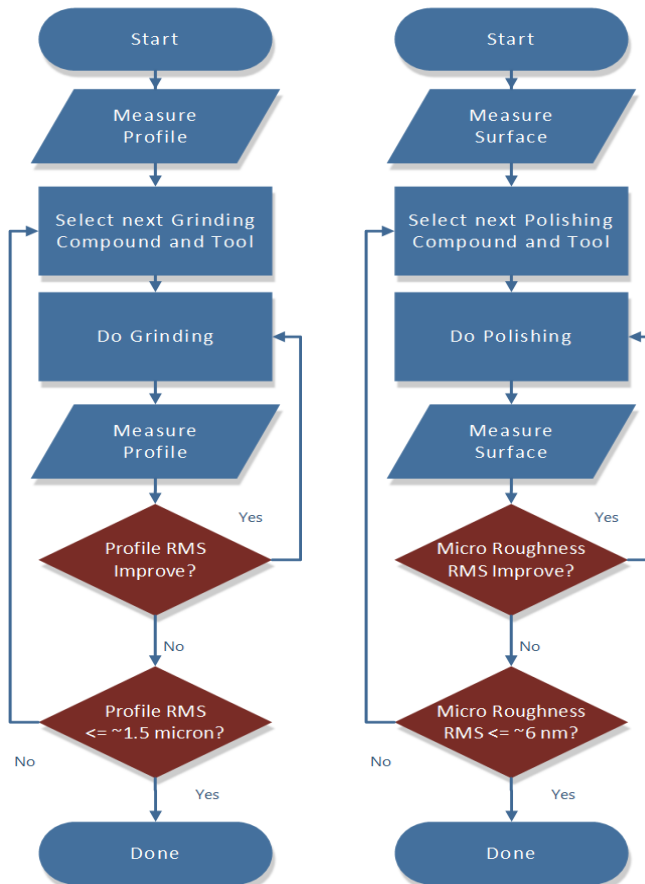 Start
Measure
Profile
Select next Grinding
Compound and Tool
Do Grinding
Measure
Profile
Yes
Profile RMS
Improve?
No
Profile RMS
<= ~1.5 micron?
No
Yes
Done
Start
Measure
Surface
Select next Polishing
Compound and Tool
Do Polishing
Measure
Surface
Yes
Micro Roughness
RMS Improve?
No
Micro Roughness
RMS <= ~6 nm?
No
Yes
Done